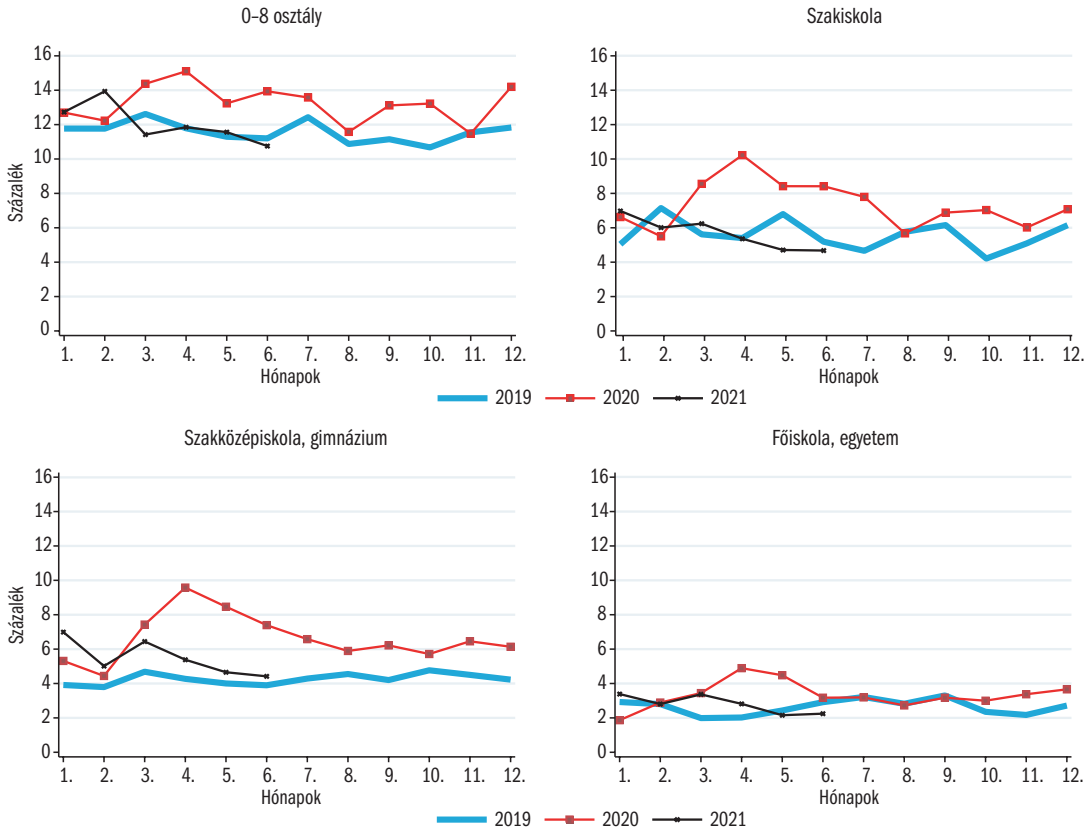 0–8 osztály
Szakiskola
16
14
12
10
8
6
4
2
0
Százalék
1. 2. 3. 4. 5. 6. 7. 8. 9. 10. 11. 12.
Hónapok
16
14
12
10
8
6
4
2
0
1. 2. 3. 4. 5. 6. 7. 8. 9. 10. 11. 12.
Hónapok
2019 2020 2021
Szakközépiskola, gimnázium
Főiskola, egyetem
16
14
12
10
8
6
4
2
0
Százalék
1. 2. 3. 4. 5. 6. 7. 8. 9. 10. 11. 12.
Hónapok
16
14
12
10
8
6
4
2
0
1. 2. 3. 4. 5. 6. 7. 8. 9. 10. 11. 12.
Hónapok
2019 2020 2021